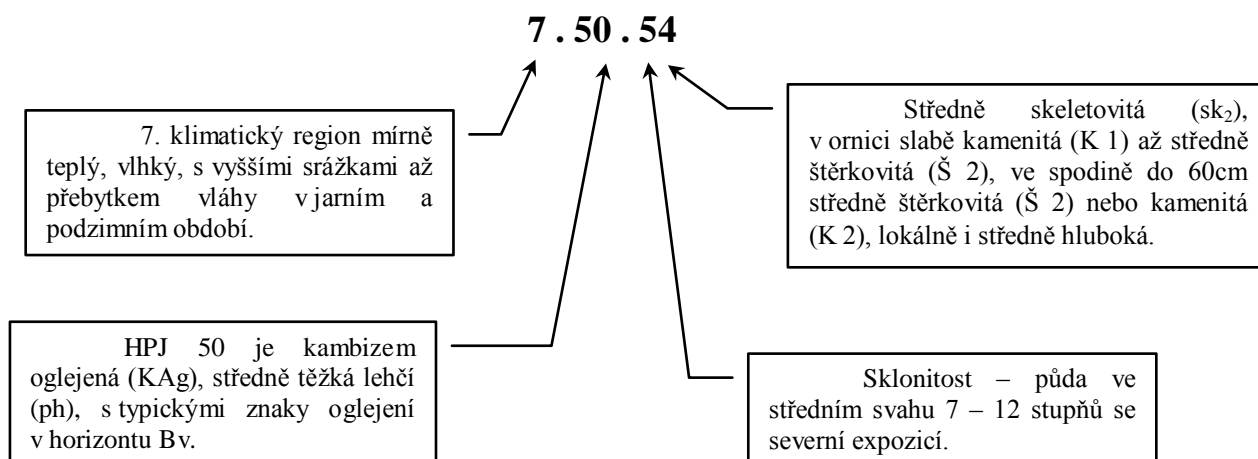 7 . 50 . 54
7. klimatický region mírně
teplý, vlhký, s vyššími srážkami až
přebytkem vláhy v jarním a
podzimním období.
Středně skeletovitá (sk₂),
v ornici slabě kamenitá (K 1) až středně
štěrkovitá (Š 2), ve spodině do 60cm
středně štěrkovitá (Š 2) nebo kamenitá
(K 2), lokálně i středně hluboká.
HPJ 50 je kambizem
oglejená (KAg), středně těžká lehčí
(ph), s typickými znaky oglejení
v horizontu Bv.
Sklonitost – půda ve
středním svahu 7 – 12 stupňů se
severní expozicí.